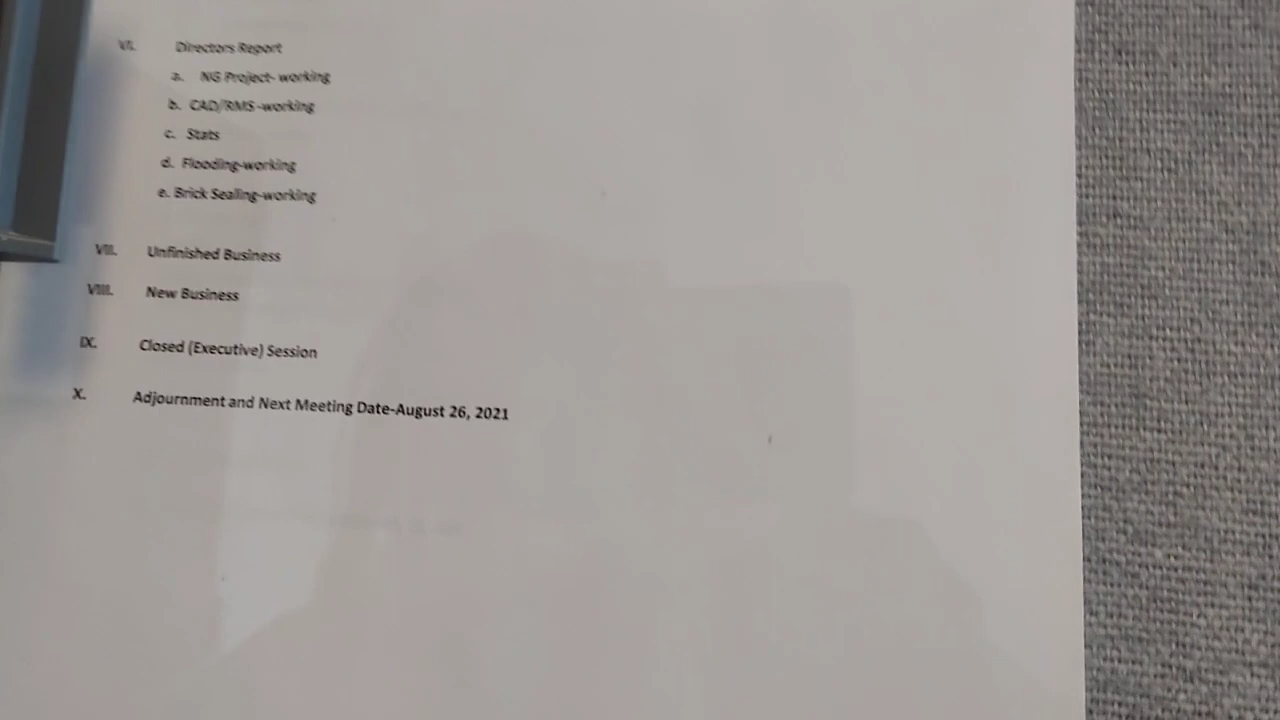 VI. Directors Report
a. NG Project- working
b. CAD/RMS-working
c. Stats
d. Flooding-working
e. Brick Sealing-working
VII. Unfinished Business
VIII. New Business
IX. Closed (Executive) Session
X. Adjournment and Next Meeting Date-August 26, 2021